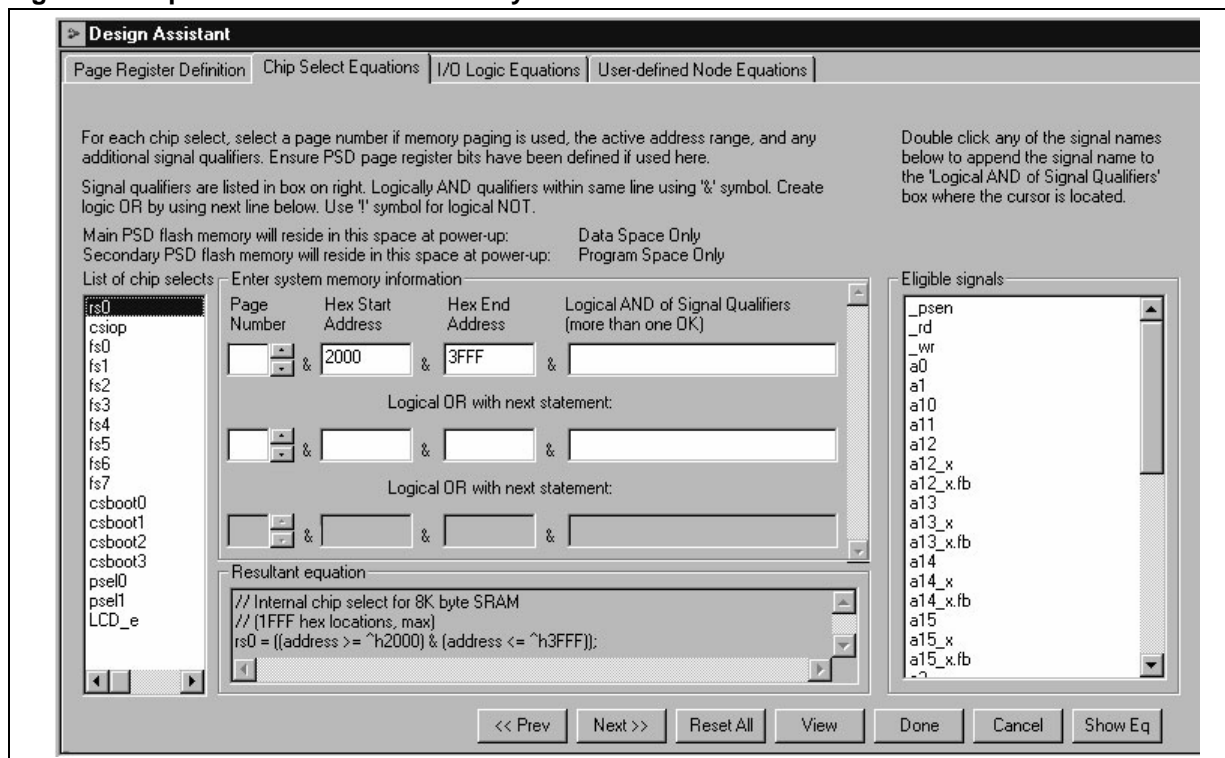 Design Assistant
Page Register Definition Chip Select Equations I/O Logic Equations User-defined Node Equations
For each chip select, select a page number if memory paging is used, the active address range, and any
additional signal qualifiers. Ensure PSD page register bits have been defined if used here.
Signal qualifiers are listed in box on right. Logically AND qualifiers within same line using '&' symbol. Create
logic OR by using next line below. Use '!' symbol for logical NOT.
Main PSD flash memory will reside in this space at power-up: Data Space Only
Secondary PSD flash memory will reside in this space at power-up: Program Space Only
Double click any of the signal names
below to append the signal name to
the 'Logical AND of Signal Qualifiers'
box where the cursor is located.
List of chip selects
rs0
csiop
fs0
fs1
fs2
fs3
fs4
fs5
fs6
fs7
csboot0
csboot1
csboot2
csboot3
psel0
psel1
LCD_e
Enter system memory information
Page Number
Hex Start Address
Hex End Address
Logical AND of Signal Qualifiers
(more than one OK)
& 2000 & 3FFF &
Logical OR with next statement:
& & &
Logical OR with next statement:
& & &
Resultant equation
// Internal chip select for 8K byte SRAM
// (1FFF hex locations, max)
rs0 = ((address >= ^h2000) & (address <= ^h3FFF));
Eligible signals
_psen
_rd
_wr
a0
a1
a10
a11
a12
a12_x
a12_x.fb
a13
a13_x
a13_x.fb
a14
a14_x
a14_x.fb
a15
a15_x
a15_x.fb
<< Prev Next >> Reset All View Done Cancel Show Eq